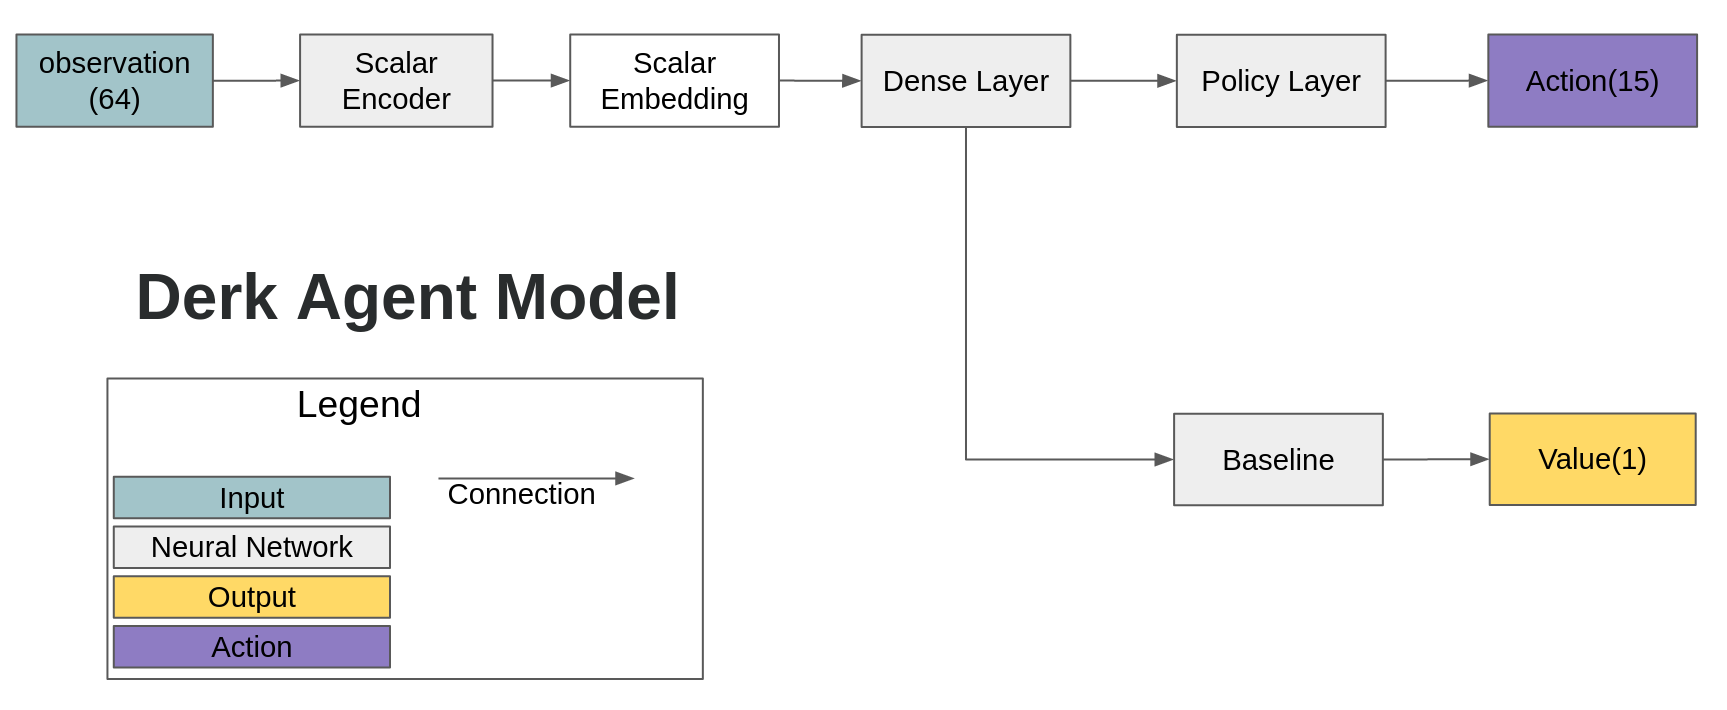 observation
(64)
Scalar
Encoder
Scalar
Embedding
Dense Layer
Policy Layer
Action(15)
Derk Agent Model
Legend
Input
Neural Network
Output
Action
Connection
Baseline
Value(1)